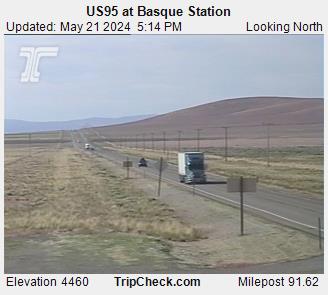 US95 at Basque Station
Updated: May 21 2024 5:14 PM Looking North
Elevation 4460 TripCheck.com Milepost 91.62